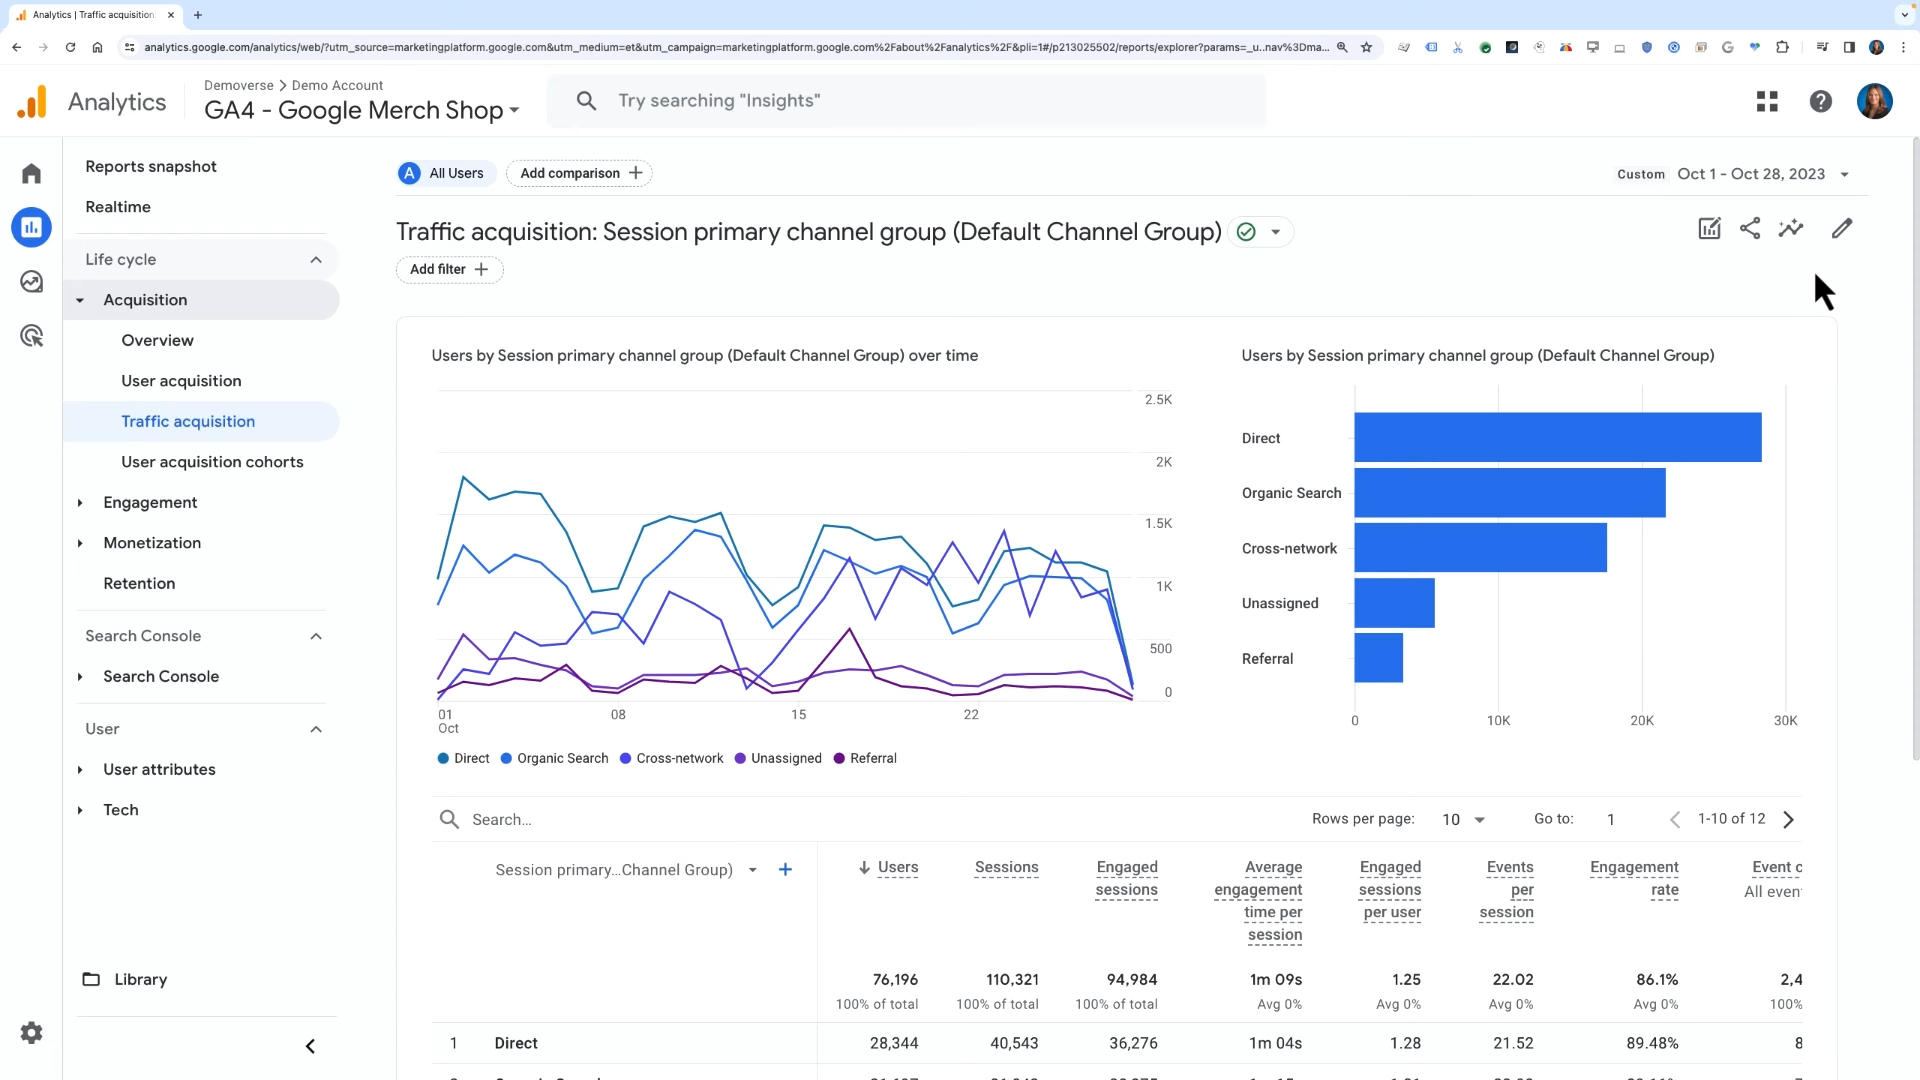 Analytics | Traffic acquisition:
analytics.google.com/analytics/web/?utm_source=marketingplatform.google.com&utm_medium=et&utm_campaign=marketingplatform.google.com%2Fabout%2Fanalytics%2F&pli=1#/p213025502/reports/explorer?params=_u..nav%3Dma...
Analytics
Demoverse > Demo Account
GA4 - Google Merch Shop
Try searching "Insights"
Reports snapshot
Realtime
Life cycle
Acquisition
Overview
User acquisition
Traffic acquisition
User acquisition cohorts
Engagement
Monetization
Retention
Search Console
Search Console
User
User attributes
Tech
Library
A All Users
Add comparison +
Custom Oct 1 - Oct 28, 2023
Traffic acquisition: Session primary channel group (Default Channel Group)
Add filter +
Users by Session primary channel group (Default Channel Group) over time
2.5K
2K
1.5K
1K
500
0
01 08 15 22
Oct
Direct Organic Search Cross-network Unassigned Referral
Users by Session primary channel group (Default Channel Group)
Direct
Organic Search
Cross-network
Unassigned
Referral
0 10K 20K 30K
Search...
Rows per page: 10 Go to: 1 1-10 of 12
Session primary...Channel Group) +
Users
Sessions
Engaged
sessions
Average
engagement
time per
session
Engaged
sessions
per user
Events
per
session
Engagement
rate
Event c
All even
76,196 110,321 94,984 1m 09s 1.25 22.02 86.1% 2,4
100% of total 100% of total 100% of total Avg 0% Avg 0% Avg 0% Avg 0% 100%
1 Direct 28,344 40,543 36,276 1m 04s 1.28 21.52 89.48% 8